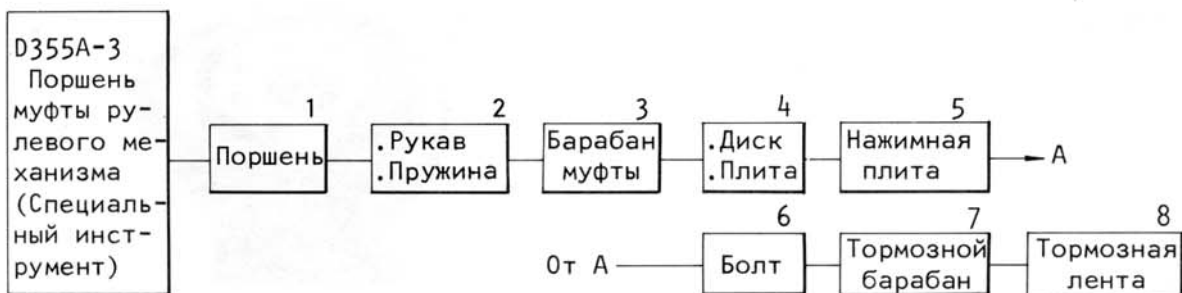 D355A-3
Поршень
муфты ру-
левого ме-
ханизма
(Специаль-
ный инст-
румент)
1
Поршень
2
.Рукав
.Пружина
3
Барабан
муфты
4
.Диск
.Плита
5
Нажимная
плита
А
От А
6
Болт
7
Тормозной
барабан
8
Тормозная
лента